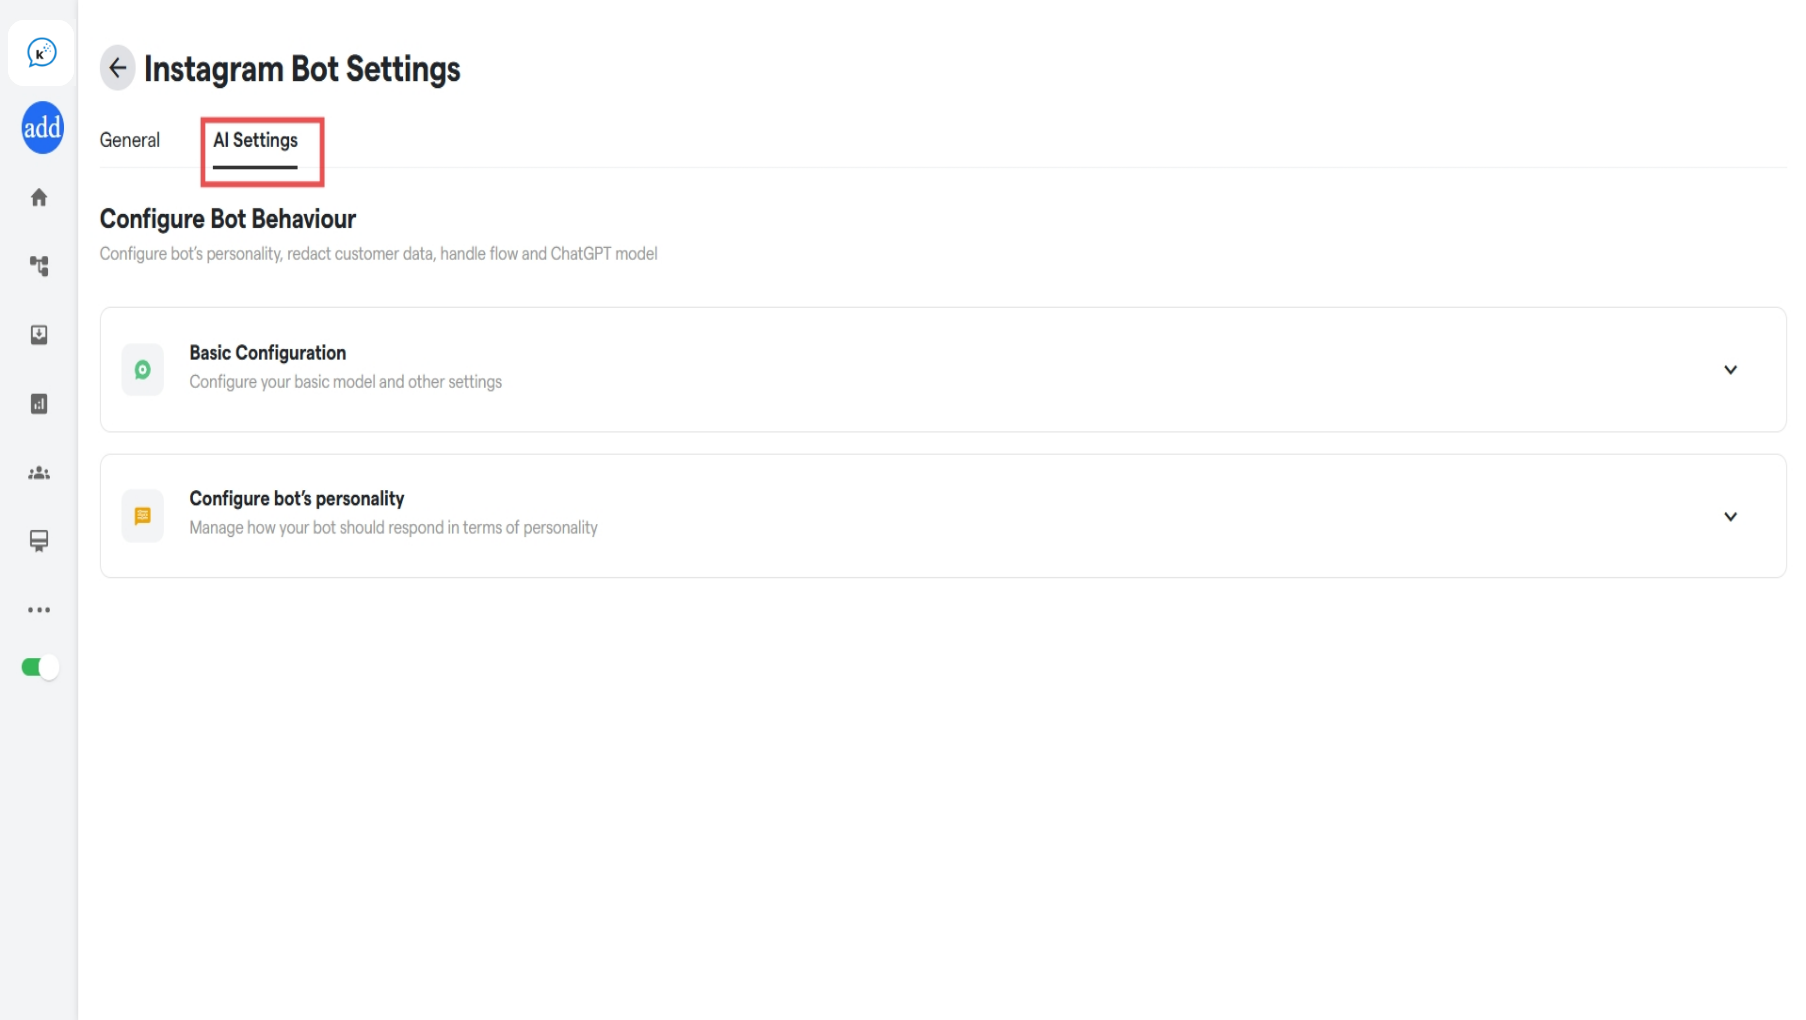 k
add
Instagram Bot Settings
General
AI Settings
Configure Bot Behaviour
Configure bot's personality, redact customer data, handle flow and ChatGPT model
Basic Configuration
Configure your basic model and other settings
Configure bot's personality
Manage how your bot should respond in terms of personality